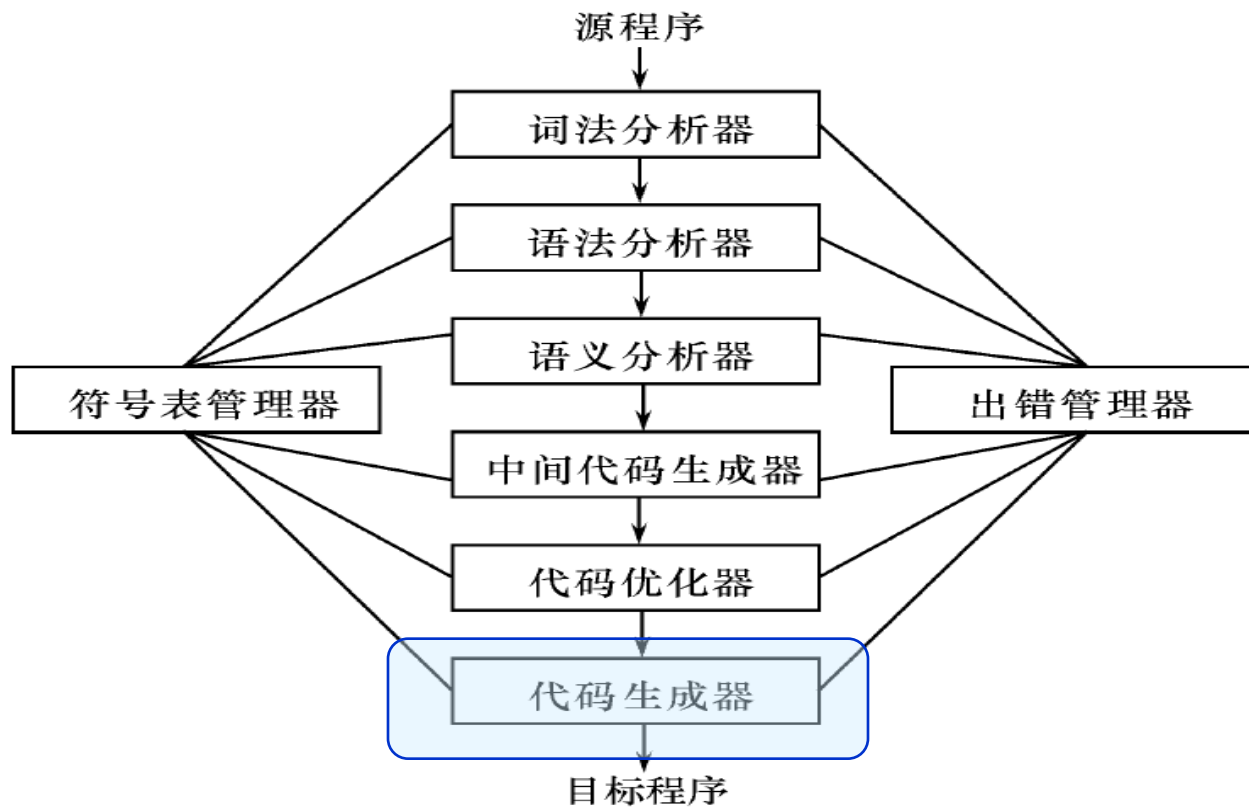 源程序
词法分析器
语法分析器
语义分析器
符号表管理器
出错管理器
中间代码生成器
代码优化器
代码生成器
目标程序